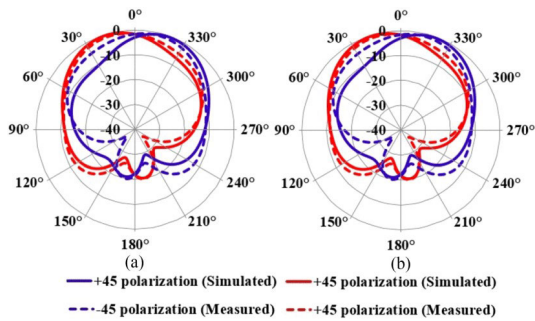 0° 0°
30° 0 330° 30° 0 330°
-10 -10
60° -20 300° 60° -20 300°
-30 -30
90° -40 270° 90° -40 270°
120° 240° 120° 240°
150° 210° 150° 210°
180° 180°
(a) (b)
+45 polarization (Simulated) +45 polarization (Simulated)
-45 polarization (Measured) +45 polarization (Measured)